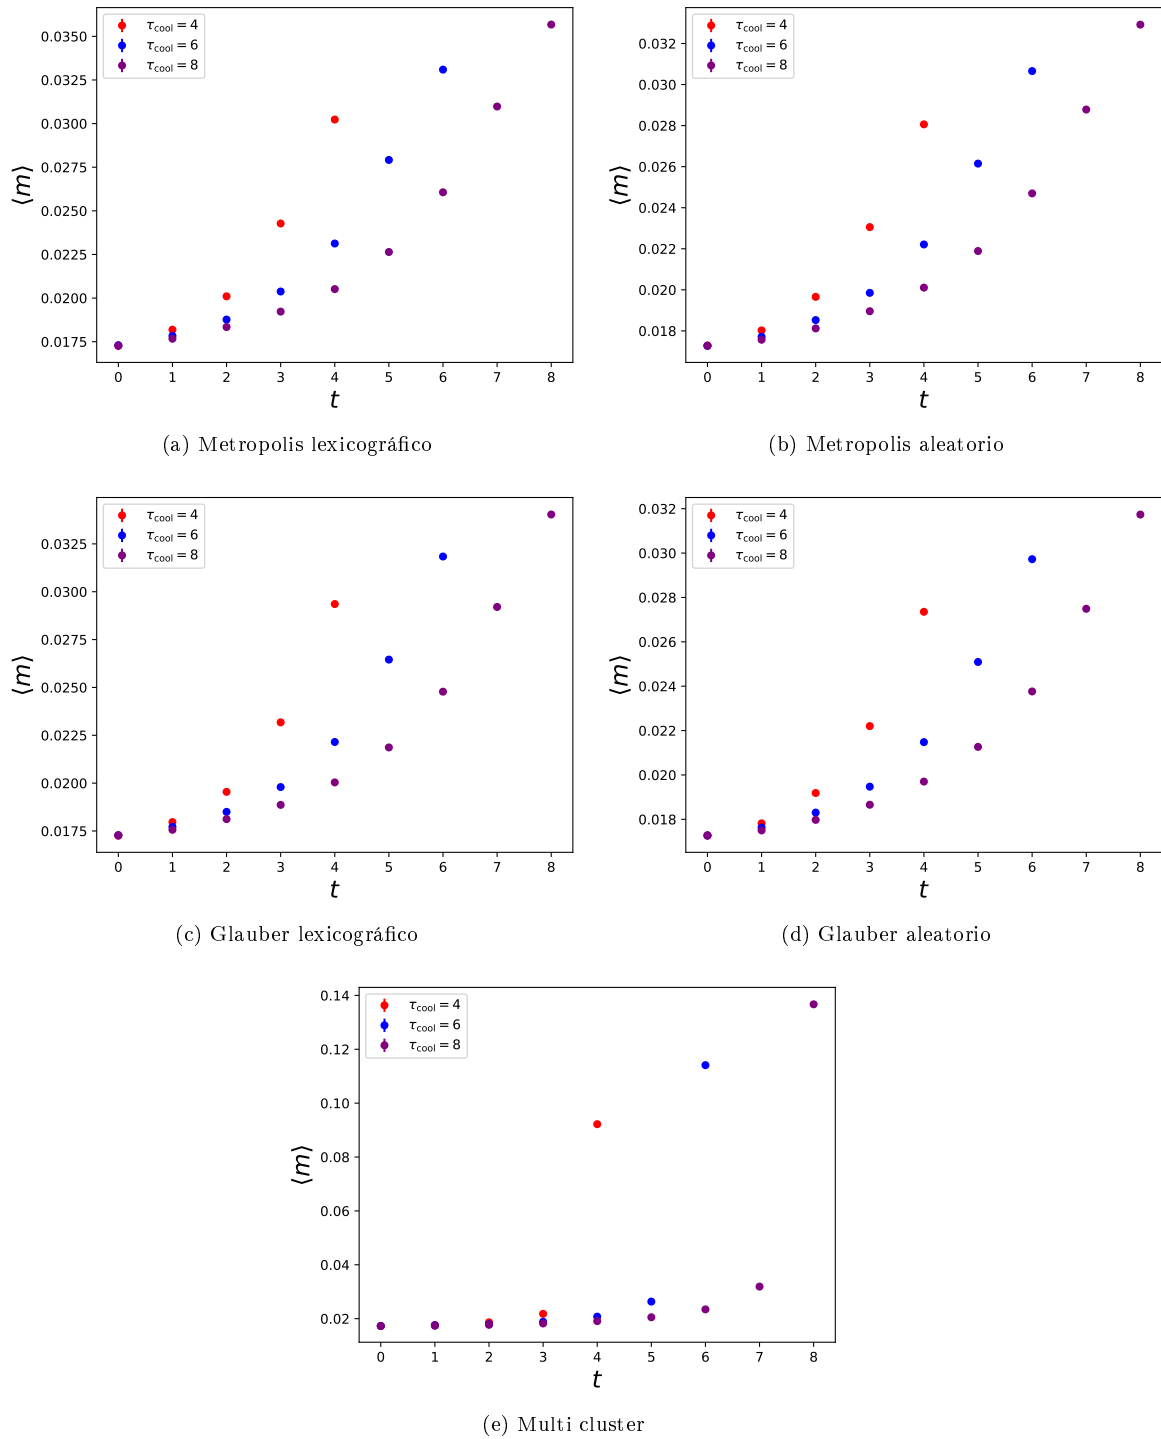 τcool = 4
τcool = 6
τcool = 8
0.0350
0.0325
0.0300
0.0275
0.0250
0.0225
0.0200
0.0175
⟨m⟩
0 1 2 3 4 5 6 7 8
t
(a) Metropolis lexicográfico
τcool = 4
τcool = 6
τcool = 8
0.032
0.030
0.028
0.026
0.024
0.022
0.020
0.018
⟨m⟩
0 1 2 3 4 5 6 7 8
t
(b) Metropolis aleatorio
τcool = 4
τcool = 6
τcool = 8
0.0325
0.0300
0.0275
0.0250
0.0225
0.0200
0.0175
⟨m⟩
0 1 2 3 4 5 6 7 8
t
(c) Glauber lexicográfico
τcool = 4
τcool = 6
τcool = 8
0.032
0.030
0.028
0.026
0.024
0.022
0.020
0.018
⟨m⟩
0 1 2 3 4 5 6 7 8
t
(d) Glauber aleatorio
τcool = 4
τcool = 6
τcool = 8
0.14
0.12
0.10
0.08
0.06
0.04
0.02
⟨m⟩
0 1 2 3 4 5 6 7 8
t
(e) Multi cluster